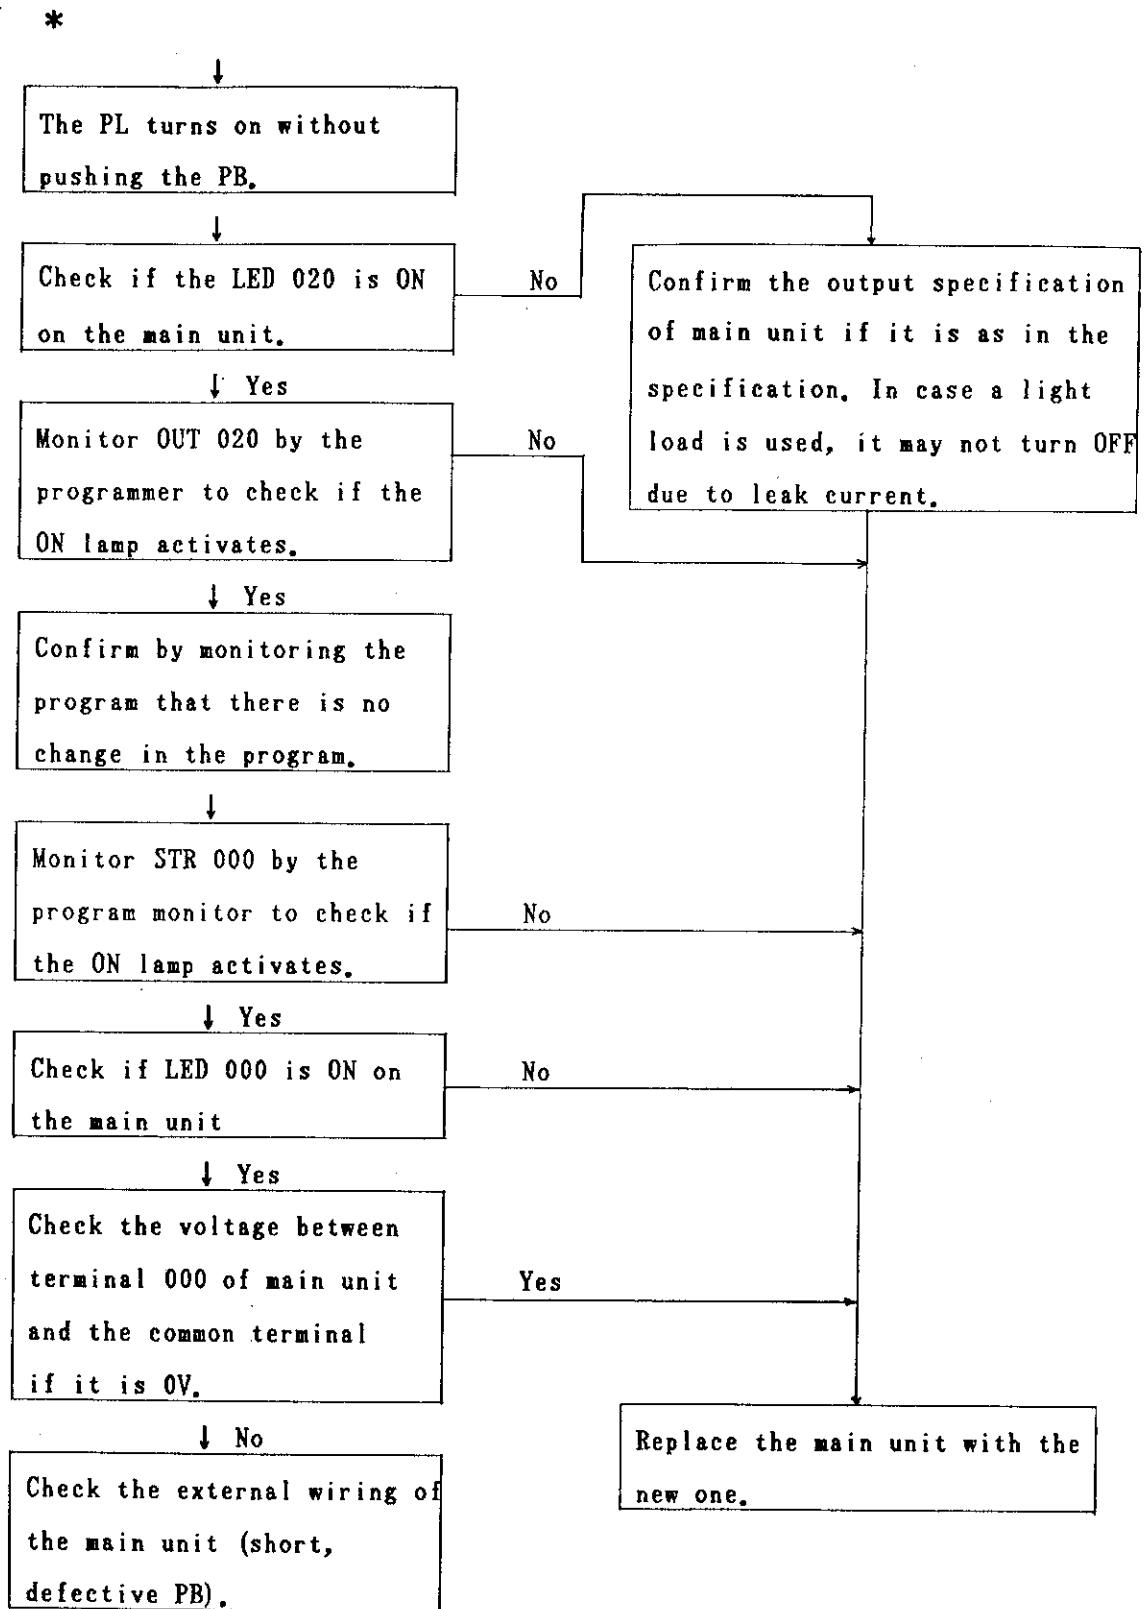 *
The PL turns on without
pushing the PB.
Check if the LED 020 is ON
on the main unit.
No
Confirm the output specification
of main unit if it is as in the
specification. In case a light
load is used, it may not turn OFF
due to leak current.
Yes
Monitor OUT 020 by the
programmer to check if the
ON lamp activates.
No
Yes
Confirm by monitoring the
program that there is no
change in the program.
Monitor STR 000 by the
program monitor to check if
the ON lamp activates.
No
Yes
Check if LED 000 is ON on
the main unit
No
Yes
Check the voltage between
terminal 000 of main unit
and the common terminal
if it is 0V.
Yes
No
Replace the main unit with the
new one.
Check the external wiring of
the main unit (short,
defective PB).